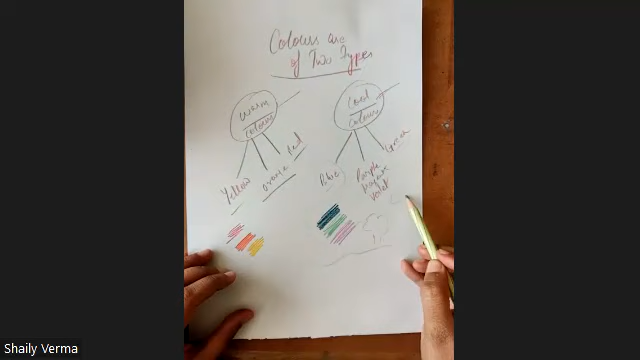 Colours are
of Two Types
Warm
Colours
Cool
Colours
Yellow
Orange
Red
Blue
Purple
Violet
Green
Shaily Verma